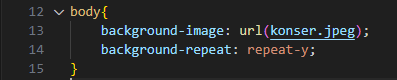 12 body{
13 background-image: url(konser.jpeg);
14 background-repeat: repeat-y;
15 }